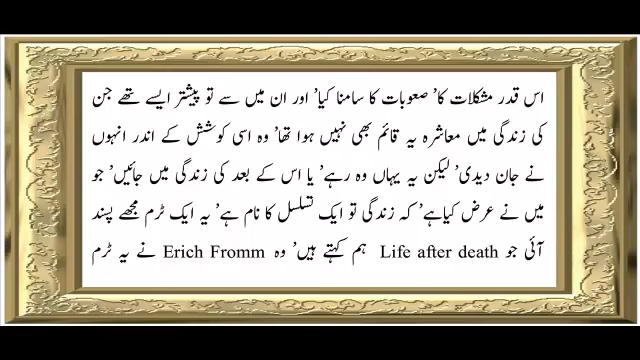 اس قدر مشکلات کا’ صعوبات کا سامنا کیا’ اور ان میں سے تو پیشتر ایسے تھے جن
کی زندگی میں معاشرہ یہ قائم بھی نہیں ہوا تھا’ وہ اسی کوشش کے اندر انہوں
نے جان دیدی’ لیکن یہ یہاں وہ رہے’ یا اس کے بعد کی زندگی میں جائیں’ جو
میں نے عرض کیاہے’ کہ زندگی تو ایک تسلسل کا نام ہے’ یہ ایک ٹرم مجھے پسند
آئی جو Life after death ہم کہتے ہیں’ وہ Erich Fromm نے یہ ٹرم